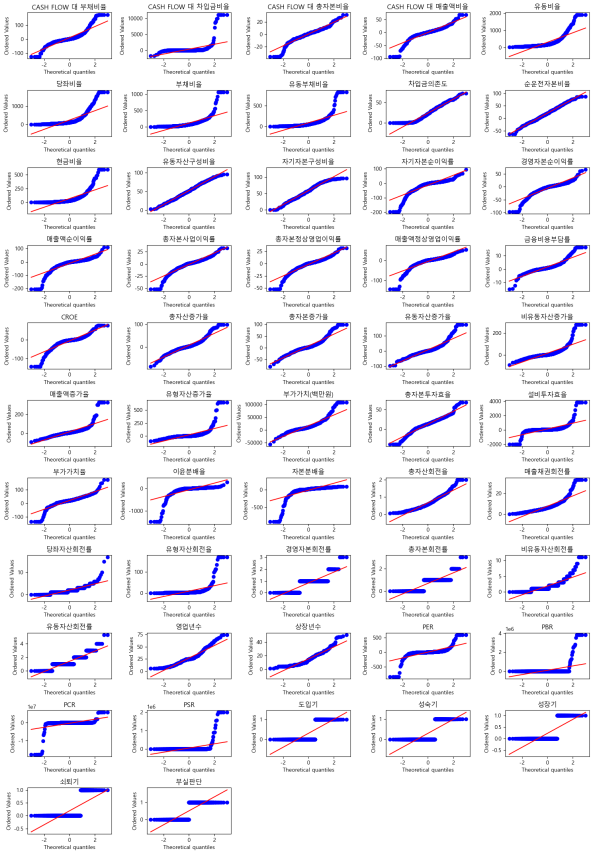 CASH FLOW 대 부채비율
CASH FLOW 대 차입금비율
CASH FLOW 대 총자본비율
CASH FLOW 대 매출액비율
유동비율
당좌비율
부채비율
유동부채비율
차입금의존도
순운전자본비율
현금비율
유동자산구성비율
자기자본구성비율
자기자본순이익률
경영자본순이익률
매출액순이익률
총자본사업이익률
총자본정상영업이익률
매출액정상영업이익률
금융비용부담률
CROE
총자산증가율
총자본증가율
유동자산증가율
비유동자산증가율
매출액증가율
유형자산증가율
부가가치(백만원)
총자본투자효율
설비투자효율
부가가치율
이윤분배율
자본분배율
총자산회전율
매출채권회전률
당좌자산회전률
유형자산회전율
경영자본회전률
총자본회전률
비유동자산회전률
유동자산회전률
영업년수
상장년수
PER
PBR
PCR
PSR
도입기
성숙기
성장기
쇠퇴기
부실판단
Ordered Values
Theoretical quantiles